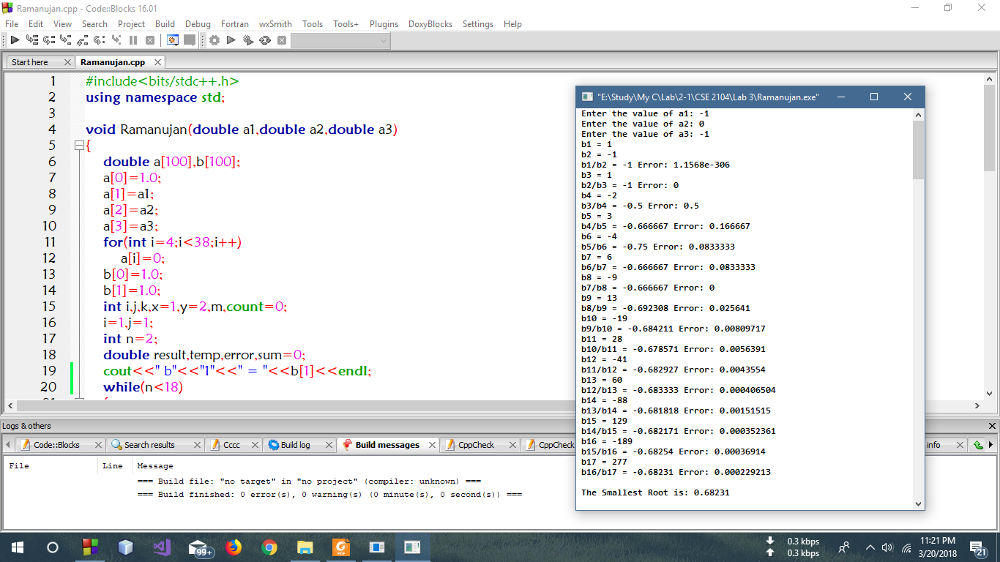 Ramanujan.cpp - Code::Blocks 16.01
File Edit View Search Project Build Debug Fortran wxSmith Tools Tools+ Plugins DoxyBlocks Settings Help
Start here Ramanujan.cpp
1 #include<bits/stdc++.h>
2 using namespace std;
3
4 void Ramanujan(double a1,double a2,double a3)
5 {
6 double a[100],b[100];
7 a[0]=1.0;
8 a[1]=a1;
9 a[2]=a2;
10 a[3]=a3;
11 for(int i=4;i<38;i++)
12 a[i]=0;
13 b[0]=1.0;
14 b[1]=1.0;
15 int i,j,k,x=1,y=2,m,count=0;
16 i=1,j=1;
17 int n=2;
18 double result,temp,error,sum=0;
19 cout<<" b"<<"1"<<" = "<<b[1]<<endl;
20 while(n<18)
"E:\Study\My C\Lab\2-1\CSE 2104\Lab 3\Ramanujan.exe"
Enter the value of a1: -1
Enter the value of a2: 0
Enter the value of a3: -1
b1 = 1
b2 = -1
b1/b2 = -1 Error: 1.1568e-306
b3 = 1
b2/b3 = -1 Error: 0
b4 = -2
b3/b4 = -0.5 Error: 0.5
b5 = 3
b4/b5 = -0.666667 Error: 0.166667
b6 = -4
b5/b6 = -0.75 Error: 0.0833333
b7 = 6
b6/b7 = -0.666667 Error: 0.0833333
b8 = -9
b7/b8 = -0.666667 Error: 0
b9 = 13
b8/b9 = -0.692308 Error: 0.025641
b10 = -19
b9/b10 = -0.684211 Error: 0.00809717
b11 = 28
b10/b11 = -0.678571 Error: 0.0056391
b12 = -41
b11/b12 = -0.682927 Error: 0.0043554
b13 = 60
b12/b13 = -0.683333 Error: 0.000406504
b14 = -88
b13/b14 = -0.681818 Error: 0.00151515
b15 = 129
b14/b15 = -0.682171 Error: 0.000352361
b16 = -189
b15/b16 = -0.68254 Error: 0.00036914
b17 = 277
b16/b17 = -0.68231 Error: 0.000229213
The Smallest Root is: 0.68231
Logs & others
Code::Blocks Search results Cccc Build log Build messages CppCheck CppCheck info
File Line Message
=== Build file: "no target" in "no project" (compiler: unknown) ===
=== Build finished: 0 error(s), 0 warning(s) (0 minute(s), 0 second(s)) ===
99+
PDF
0.3 kbps
0.3 kbps
11:21 PM
3/20/2018
21